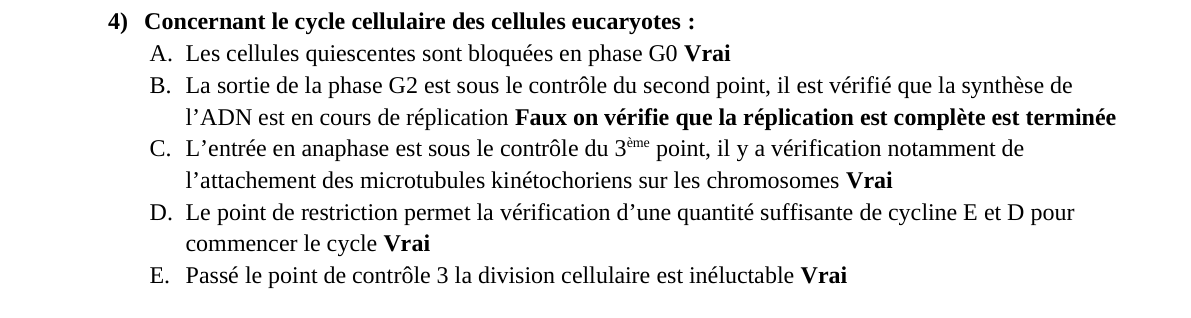 4) Concernant le cycle cellulaire des cellules eucaryotes :
A. Les cellules quiescentes sont bloquées en phase G0 Vrai
B. La sortie de la phase G2 est sous le contrôle du second point, il est vérifié que la synthèse de
l’ADN est en cours de réplication Faux on vérifie que la réplication est complète est terminée
C. L’entrée en anaphase est sous le contrôle du 3ème point, il y a vérification notamment de
l’attachement des microtubules kinétochoriens sur les chromosomes Vrai
D. Le point de restriction permet la vérification d’une quantité suffisante de cycline E et D pour
commencer le cycle Vrai
E. Passé le point de contrôle 3 la division cellulaire est inéluctable Vrai